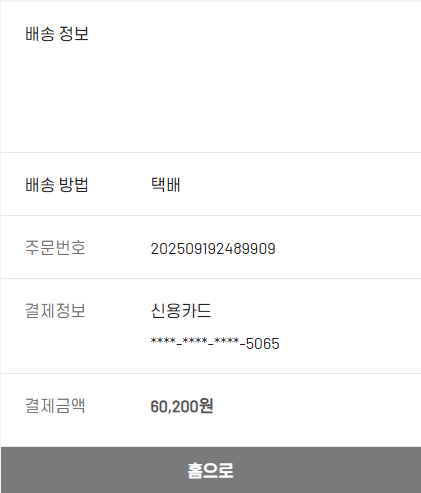 배송 정보
배송 방법 택배
주문번호 202509192489909
결제정보 신용카드
****-****-****-5065
결제금액 60,200원
홈으로